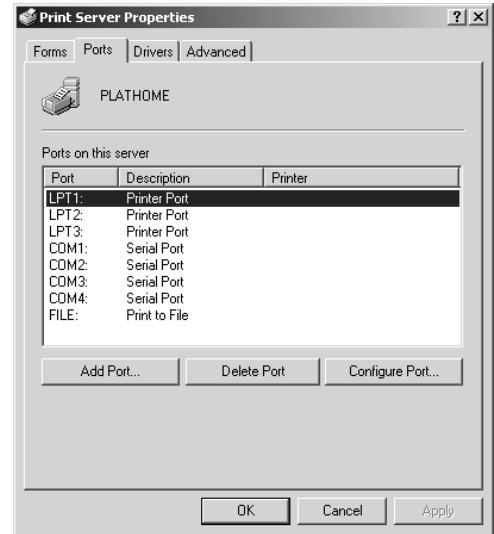 Print Server Properties
Forms Ports Drivers Advanced
PLATHOME
Ports on this server
Port Description Printer
LPT1: Printer Port
LPT2: Printer Port
LPT3: Printer Port
COM1: Serial Port
COM2: Serial Port
COM3: Serial Port
COM4: Serial Port
FILE: Print to File
Add Port... Delete Port Configure Port...
OK Cancel Apply